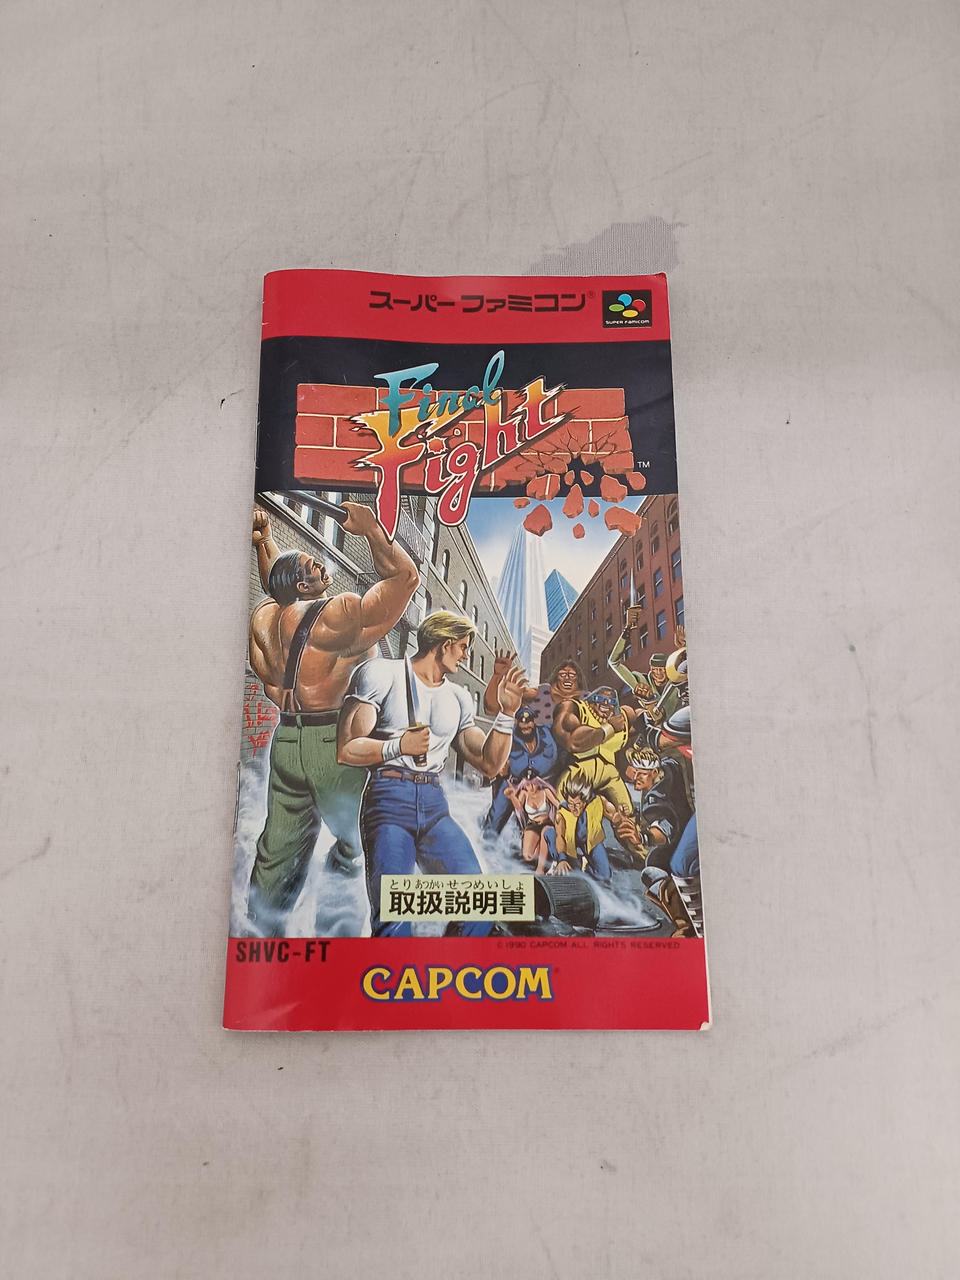 スーパーファミコン®
SUPER FAMICOM
Final
Fight
TM
とりあつかいせつめいしょ
取扱説明書
SHVC-FT
© 1990 CAPCOM ALL RIGHTS RESERVED
CAPCOM